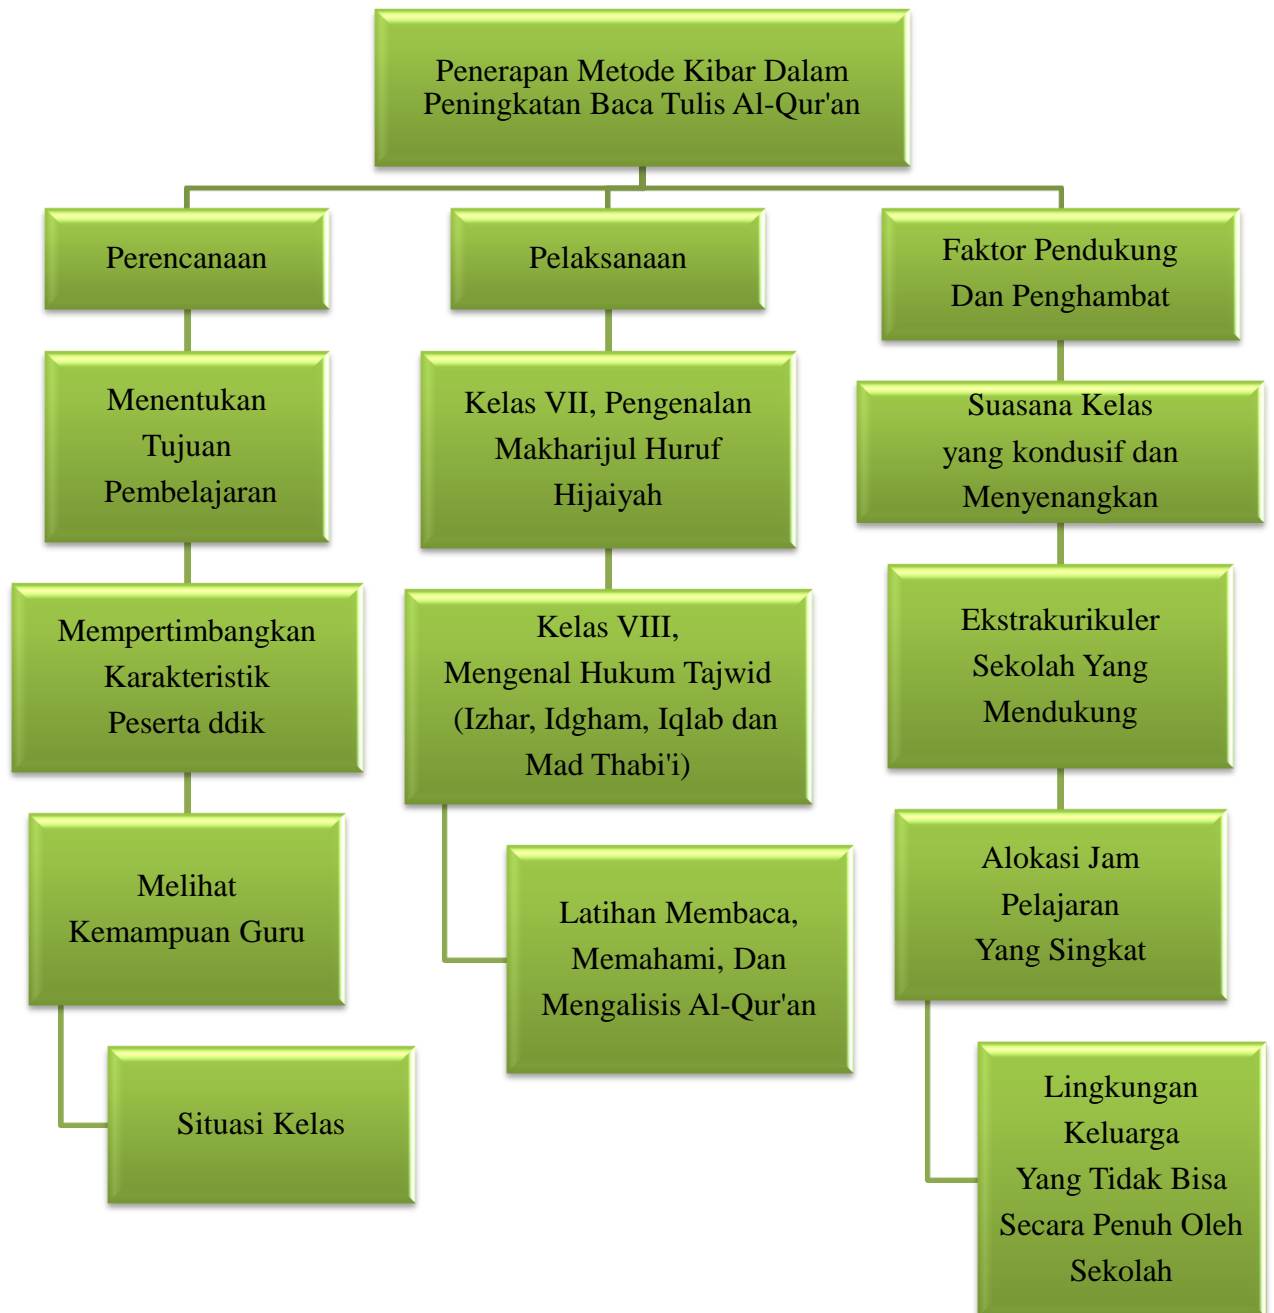 Penerapan Metode Kibar Dalam
Peningkatan Baca Tulis Al-Qur'an
Perencanaan
Menentukan
Tujuan
Pembelajaran
Mempertimbangkan
Karakteristik
Peserta ddik
Melihat
Kemampuan Guru
Situasi Kelas
Pelaksanaan
Kelas VII, Pengenalan
Makharijul Huruf
Hijaiyah
Kelas VIII,
Mengenal Hukum Tajwid
(Izhar, Idgham, Iqlab dan
Mad Thabi'i)
Latihan Membaca,
Memahami, Dan
Mengalisis Al-Qur'an
Faktor Pendukung
Dan Penghambat
Suasana Kelas
yang kondusif dan
Menyenangkan
Ekstrakurikuler
Sekolah Yang
Mendukung
Alokasi Jam
Pelajaran
Yang Singkat
Lingkungan
Keluarga
Yang Tidak Bisa
Secara Penuh Oleh
Sekolah